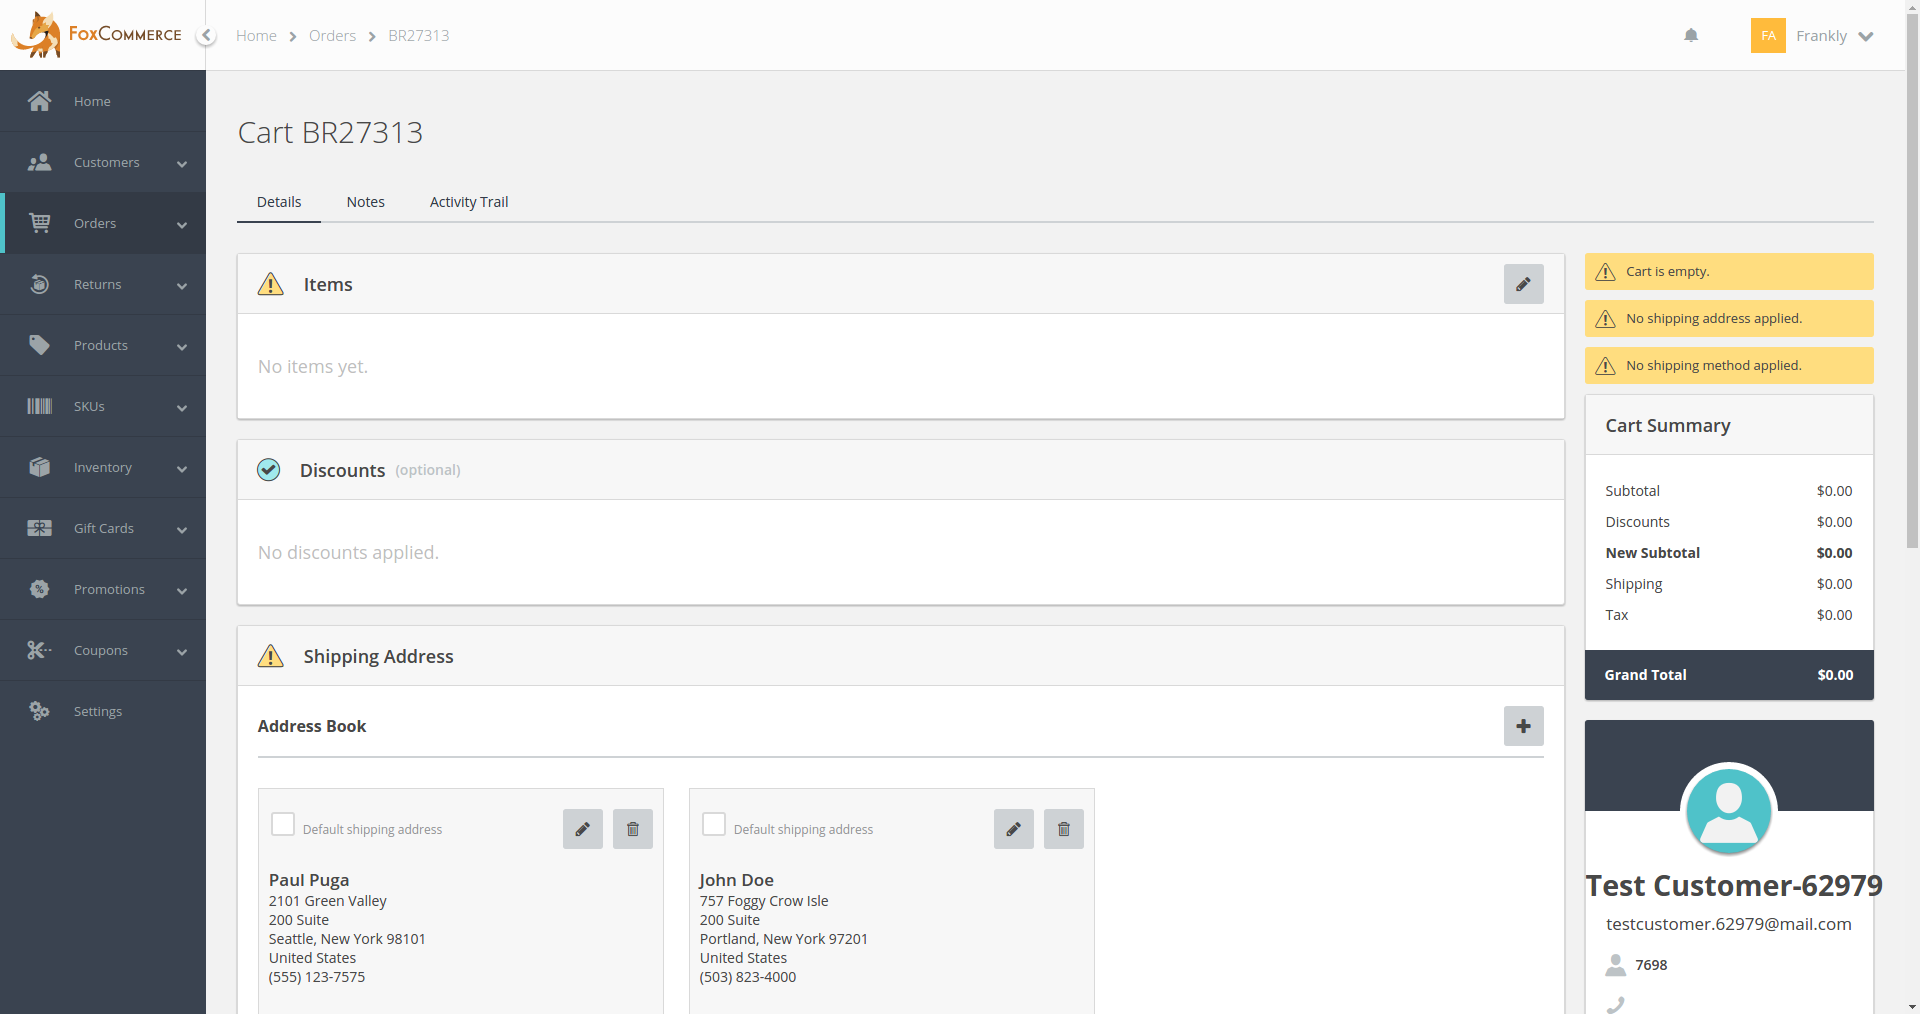 FoxCommerce
Home
Orders
BR27313
FA
Frankly
Home
Customers
Orders
Returns
Products
SKUs
Inventory
Gift Cards
Promotions
Coupons
Settings
Cart BR27313
Details
Notes
Activity Trail
Items
No items yet.
Discounts (optional)
No discounts applied.
Shipping Address
Address Book
Default shipping address
Paul Puga
2101 Green Valley
200 Suite
Seattle, New York 98101
United States
(555) 123-7575
Default shipping address
John Doe
757 Foggy Crow Isle
200 Suite
Portland, New York 97201
United States
(503) 823-4000
Cart is empty.
No shipping address applied.
No shipping method applied.
Cart Summary
Subtotal $0.00
Discounts $0.00
New Subtotal $0.00
Shipping $0.00
Tax $0.00
Grand Total $0.00
Test Customer-62979
testcustomer.62979@mail.com
7698